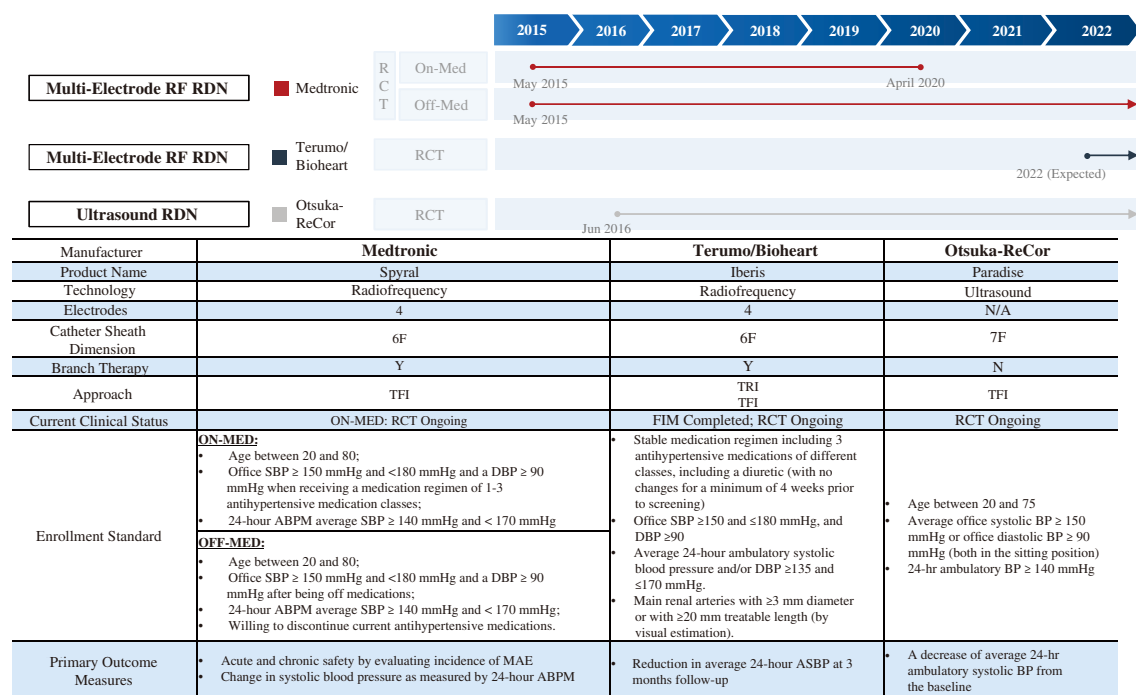 2015 2016 2017 2018 2019 2020 2021 2022
Multi-Electrode RF RDN
Medtronic
R
C
T
On-Med
May 2015
April 2020
Off-Med
May 2015
Multi-Electrode RF RDN
Terumo/
Bioheart
RCT
2022 (Expected)
Ultrasound RDN
Otsuka-
ReCor
RCT
Jun 2016
Manufacturer Medtronic Terumo/Bioheart Otsuka-ReCor
Product Name Spyral Iberis Paradise
Technology Radiofrequency Radiofrequency Ultrasound
Electrodes 4 4 N/A
Catheter Sheath
Dimension
6F 6F 7F
Branch Therapy Y Y N
Approach TFI
TRI
TFI
TFI
Current Clinical Status ON-MED: RCT Ongoing FIM Completed; RCT Ongoing RCT Ongoing
Enrollment Standard
ON-MED:
• Age between 20 and 80;
• Office SBP ≥ 150 mmHg and <180 mmHg and a DBP ≥ 90
mmHg when receiving a medication regimen of 1-3
antihypertensive medication classes;
• 24-hour ABPM average SBP ≥ 140 mmHg and < 170 mmHg
OFF-MED:
• Age between 20 and 80;
• Office SBP ≥ 150 mmHg and <180 mmHg and a DBP ≥ 90
mmHg after being off medications;
• 24-hour ABPM average SBP ≥ 140 mmHg and < 170 mmHg;
• Willing to discontinue current antihypertensive medications.
• Stable medication regimen including 3
antihypertensive medications of different
classes, including a diuretic (with no
changes for a minimum of 4 weeks prior
to screening)
• Office SBP ≥150 and ≤180 mmHg, and
DBP ≥90
• Average 24-hour ambulatory systolic
blood pressure and/or DBP ≥135 and
≤170 mmHg.
• Main renal arteries with ≥3 mm diameter
or with ≥20 mm treatable length (by
visual estimation).
• Age between 20 and 75
• Average office systolic BP ≥ 150
mmHg or office diastolic BP ≥ 90
mmHg (both in the sitting position)
• 24-hr ambulatory BP ≥ 140 mmHg
Primary Outcome
Measures
• Acute and chronic safety by evaluating incidence of MAE
• Change in systolic blood pressure as measured by 24-hour ABPM
• Reduction in average 24-hour ASBP at 3
months follow-up
• A decrease of average 24-hr
ambulatory systolic BP from
the baseline